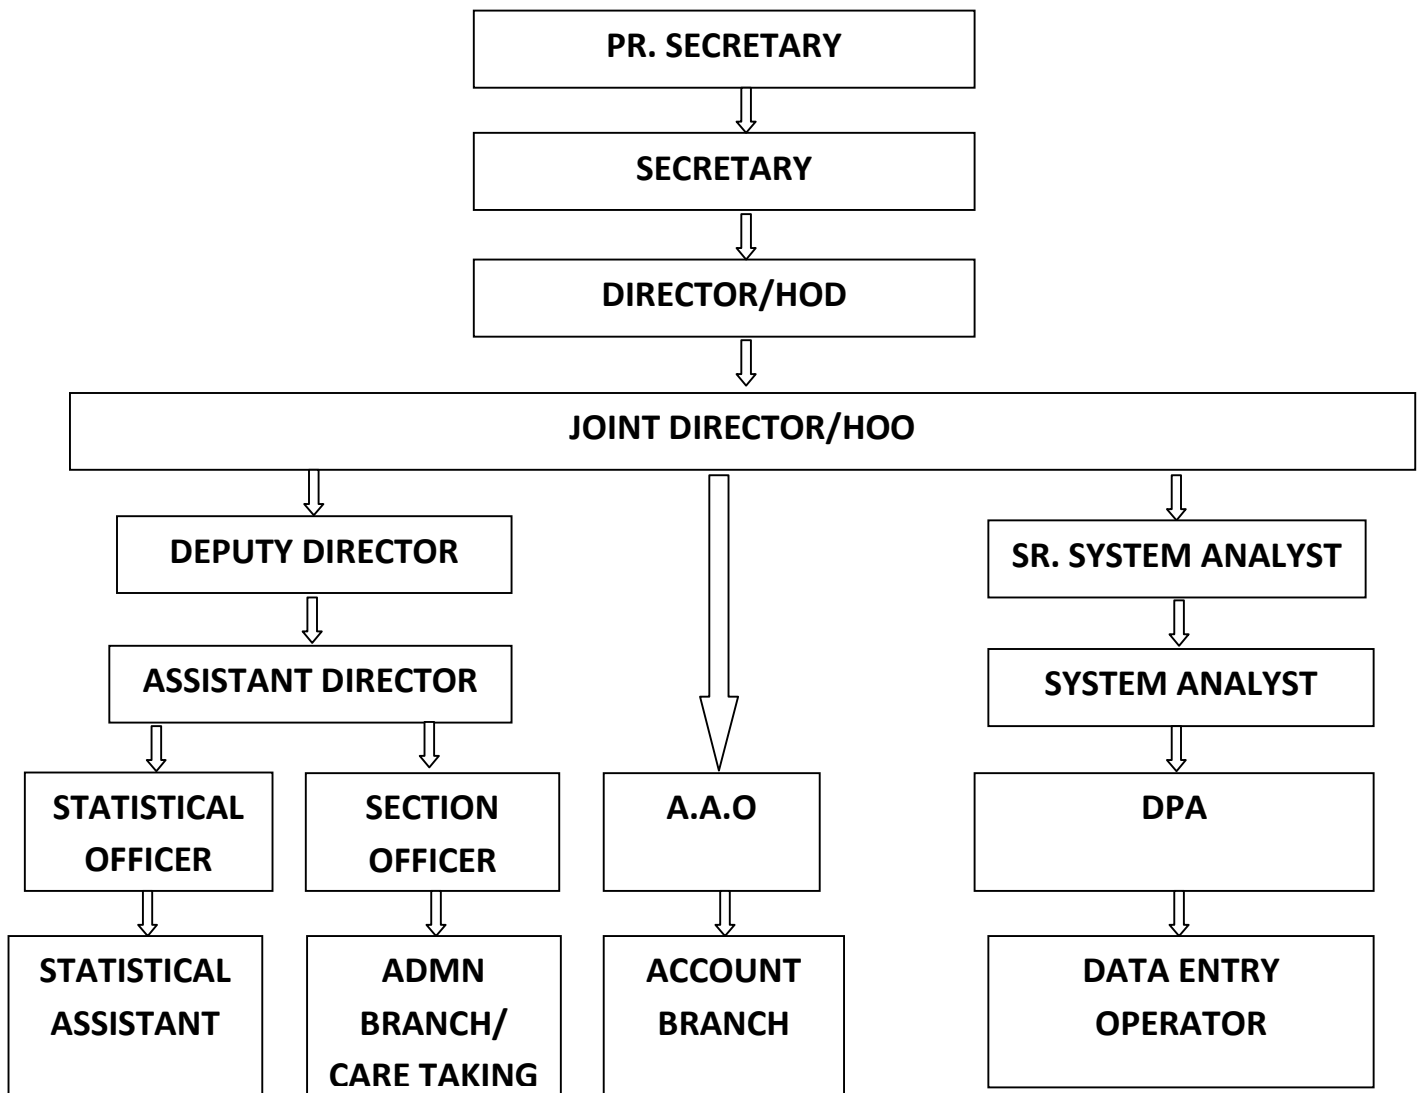 PR. SECRETARY
SECRETARY
DIRECTOR/HOD
JOINT DIRECTOR/HOO
DEPUTY DIRECTOR
SR. SYSTEM ANALYST
ASSISTANT DIRECTOR
SYSTEM ANALYST
STATISTICAL
OFFICER
SECTION
OFFICER
A.A.O
DPA
STATISTICAL
ASSISTANT
ADMN
BRANCH/
CARE TAKING
ACCOUNT
BRANCH
DATA ENTRY
OPERATOR